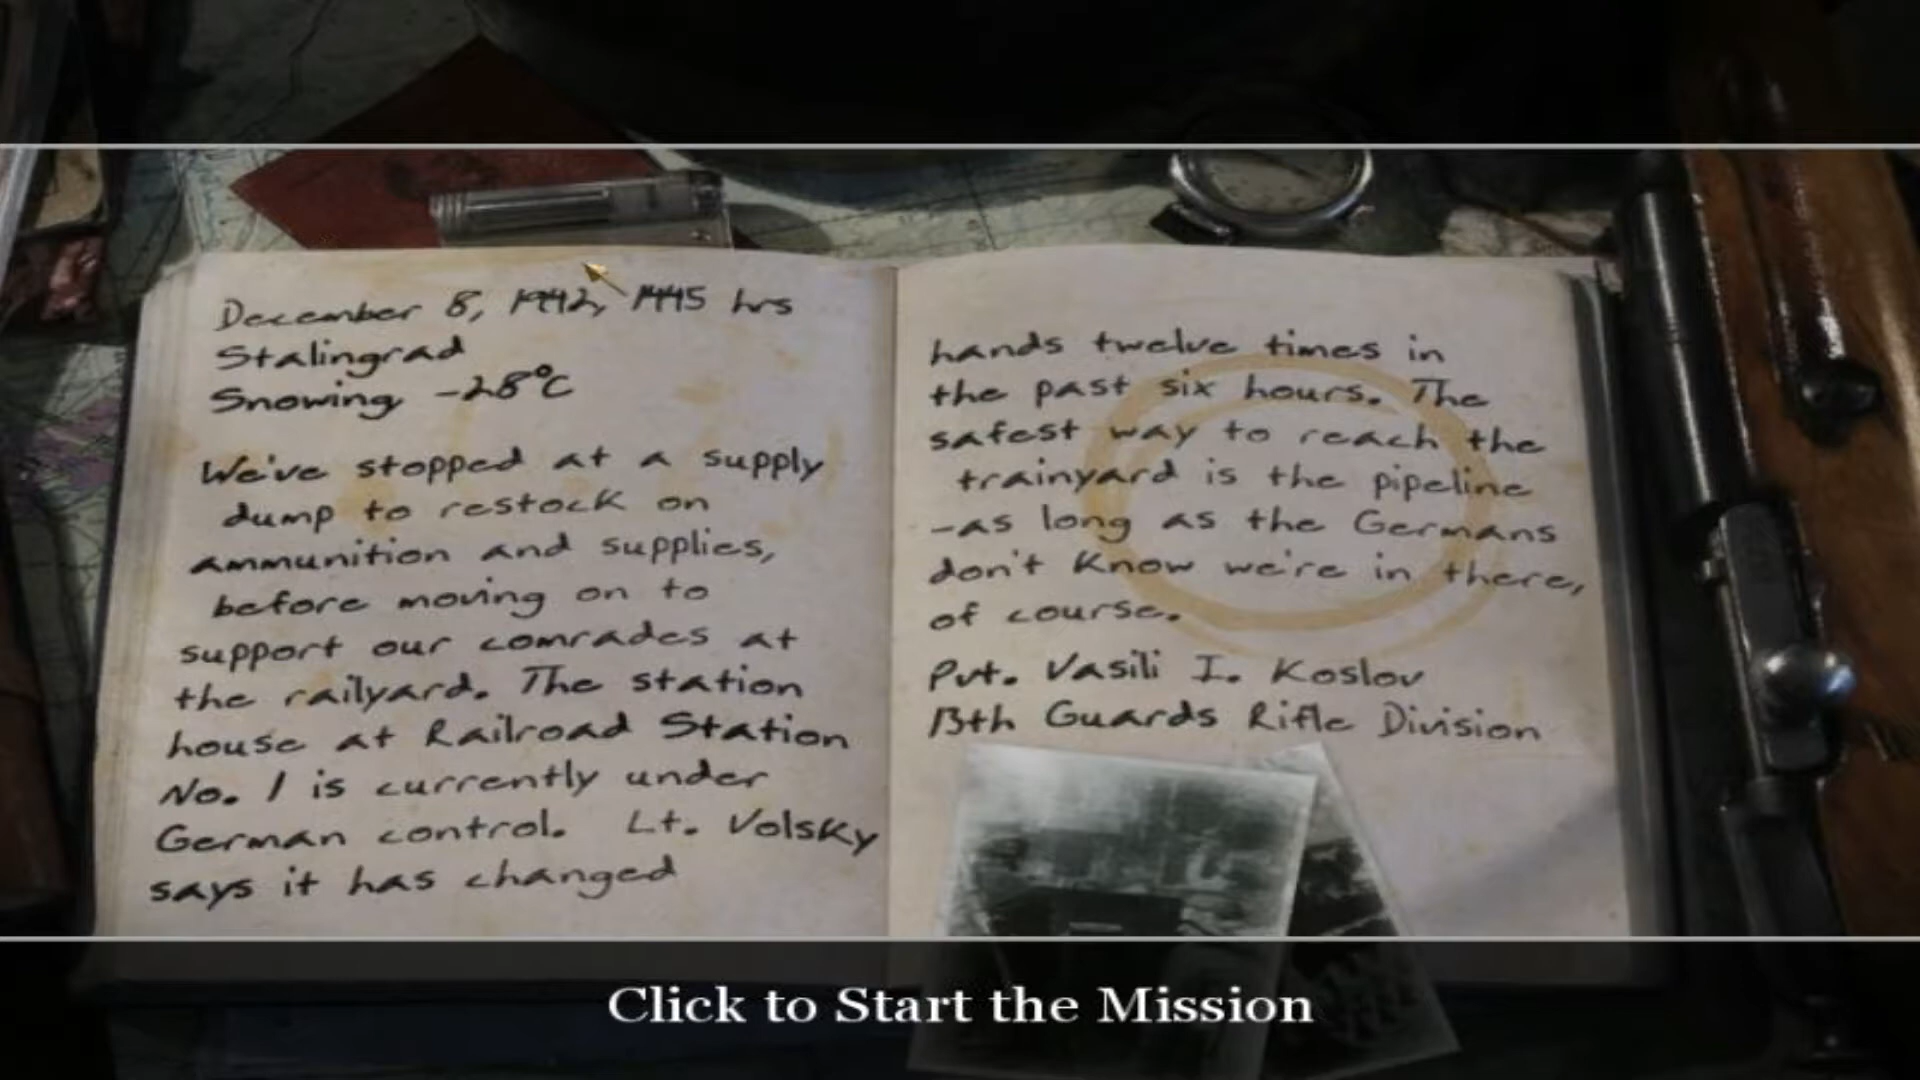 December 8, 1942, 1445 hrs
Stalingrad
Snowing -28°C
We've stopped at a supply
dump to restock on
ammunition and supplies,
before moving on to
support our comrades at
the railyard. The station
house at Railroad Station
No. 1 is currently under
German control. Lt. Volsky
says it has changed
hands twelve times in
the past six hours. The
safest way to reach the
trainyard is the pipeline
-as long as the Germans
don't know we're in there,
of course.
Pvt. Vasili I. Koslov
13th Guards Rifle Division
Click to Start the Mission